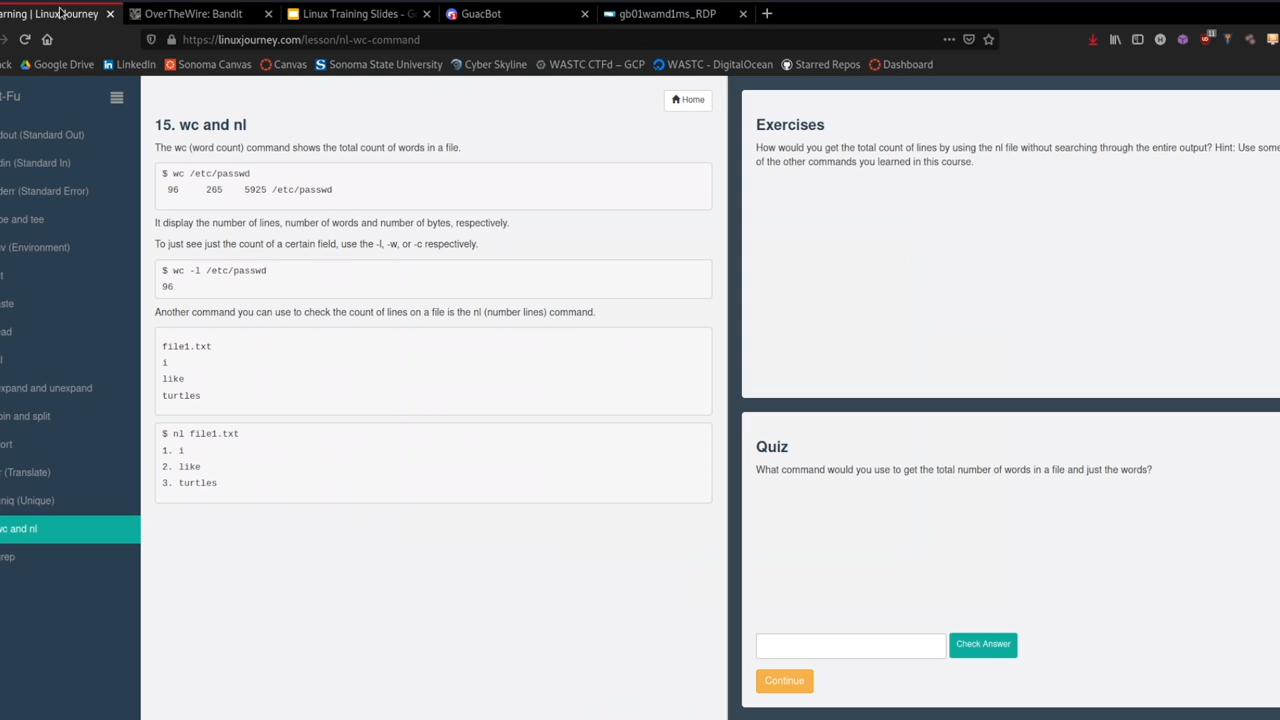 arning | Linux Journey
OverTheWire: Bandit
Linux Training Slides - G
GuacBot
gb01wamd1ms_RDP
https://linuxjourney.com/lesson/nl-wc-command
11
ck
Google Drive
LinkedIn
Sonoma Canvas
Canvas
Sonoma State University
Cyber Skyline
WASTC CTFd – GCP
WASTC - DigitalOcean
Starred Repos
Dashboard
t-Fu
dout (Standard Out)
din (Standard In)
derr (Standard Error)
pe and tee
nv (Environment)
t
aste
ead
l
xpand and unexpand
oin and split
ort
r (Translate)
niq (Unique)
wc and nl
grep
Home
15. wc and nl
The wc (word count) command shows the total count of words in a file.
$ wc /etc/passwd
96 265 5925 /etc/passwd
It display the number of lines, number of words and number of bytes, respectively.
To just see just the count of a certain field, use the -l, -w, or -c respectively.
$ wc -l /etc/passwd
96
Another command you can use to check the count of lines on a file is the nl (number lines) command.
file1.txt
i
like
turtles
$ nl file1.txt
1. i
2. like
3. turtles
Exercises
How would you get the total count of lines by using the nl file without searching through the entire output? Hint: Use some
of the other commands you learned in this course.
Quiz
What command would you use to get the total number of words in a file and just the words?
Check Answer
Continue